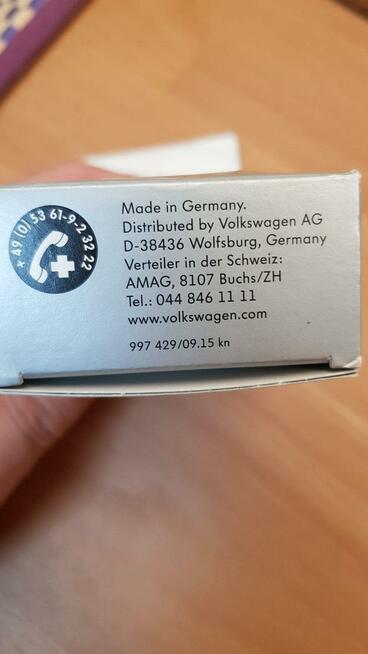 + 49 (0) 53 61-9-2 32 22
Made in Germany.
Distributed by Volkswagen AG
D-38436 Wolfsburg, Germany
Verteiler in der Schweiz:
AMAG, 8107 Buchs/ZH
Tel.: 044 846 11 11
www.volkswagen.com
997 429/09.15 kn